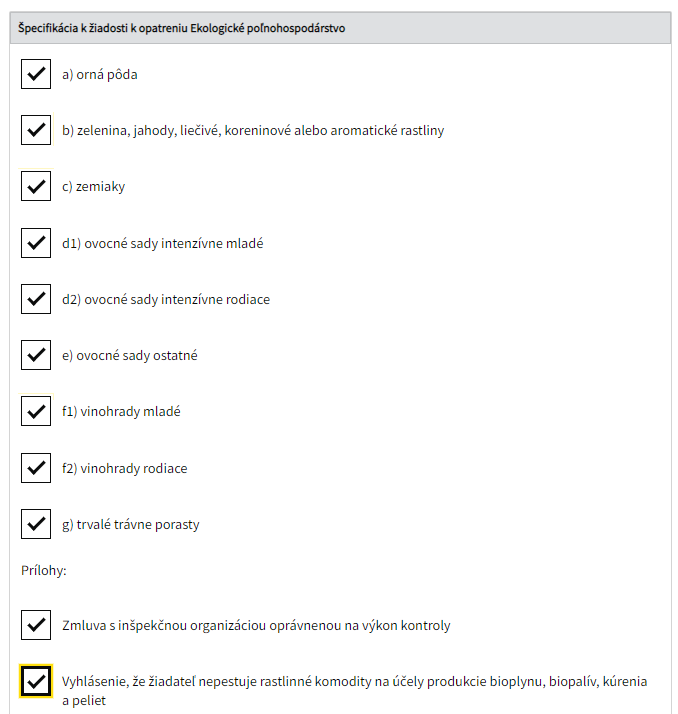 Špecifikácia k žiadosti k opatreniu Ekologické poľnohospodárstvo
a) orná pôda
b) zelenina, jahody, liečivé, koreninové alebo aromatické rastliny
c) zemiaky
d1) ovocné sady intenzívne mladé
d2) ovocné sady intenzívne rodiace
e) ovocné sady ostatné
f1) vinohrady mladé
f2) vinohrady rodiace
g) trvalé trávne porasty
Prílohy:
Zmluva s inšpekčnou organizáciou oprávnenou na výkon kontroly
Vyhlásenie, že žiadateľ nepestuje rastlinné komodity na účely produkcie bioplynu, biopalív, kúrenia
a peliet